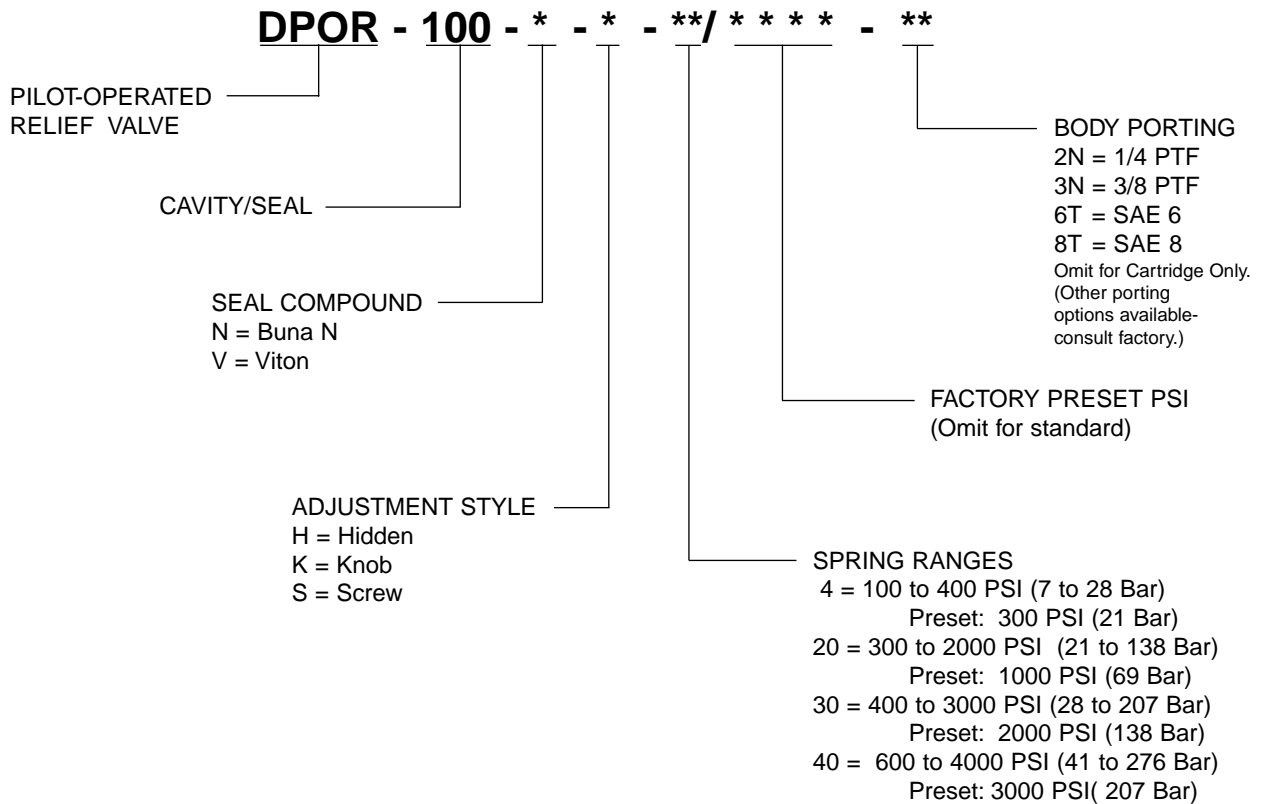 DPOR - 100 - * - * - **/ * * * * - **
PILOT-OPERATED
RELIEF VALVE
CAVITY/SEAL
SEAL COMPOUND
N = Buna N
V = Viton
ADJUSTMENT STYLE
H = Hidden
K = Knob
S = Screw
BODY PORTING
2N = 1/4 PTF
3N = 3/8 PTF
6T = SAE 6
8T = SAE 8
Omit for Cartridge Only.
(Other porting
options available-
consult factory.)
FACTORY PRESET PSI
(Omit for standard)
SPRING RANGES
4 = 100 to 400 PSI (7 to 28 Bar)
Preset: 300 PSI (21 Bar)
20 = 300 to 2000 PSI (21 to 138 Bar)
Preset: 1000 PSI (69 Bar)
30 = 400 to 3000 PSI (28 to 207 Bar)
Preset: 2000 PSI (138 Bar)
40 = 600 to 4000 PSI (41 to 276 Bar)
Preset: 3000 PSI( 207 Bar)